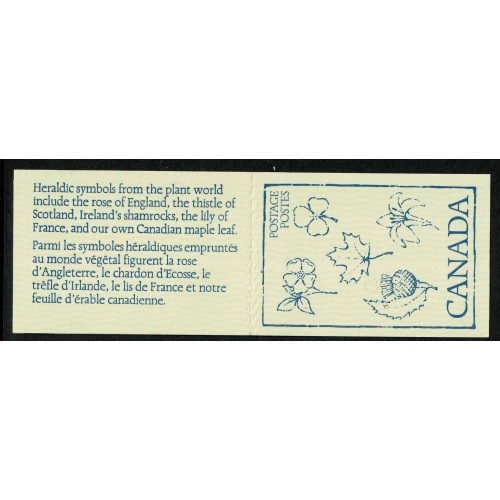 Heraldic symbols from the plant world
include the rose of England, the thistle of
Scotland, Ireland's shamrocks, the lily of
France, and our own Canadian maple leaf.
Parmi les symboles héraldiques empruntés
au monde végétal figurent la rose
d'Angleterre, le chardon d'Ecosse, le
trêfle d'Irlande, le lis de France et notre
feuille d'érable canadienne.
POSTAGE
POSTES
CANADA